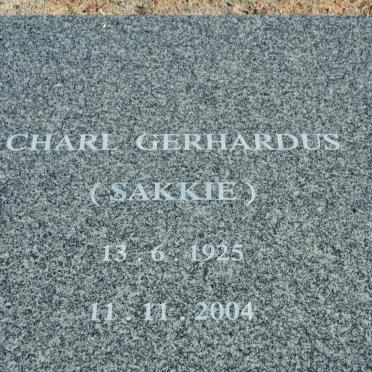 CHARL GERHARDUS
( SAKKIE )
13 . 6 . 1925
11 . 11 . 2004